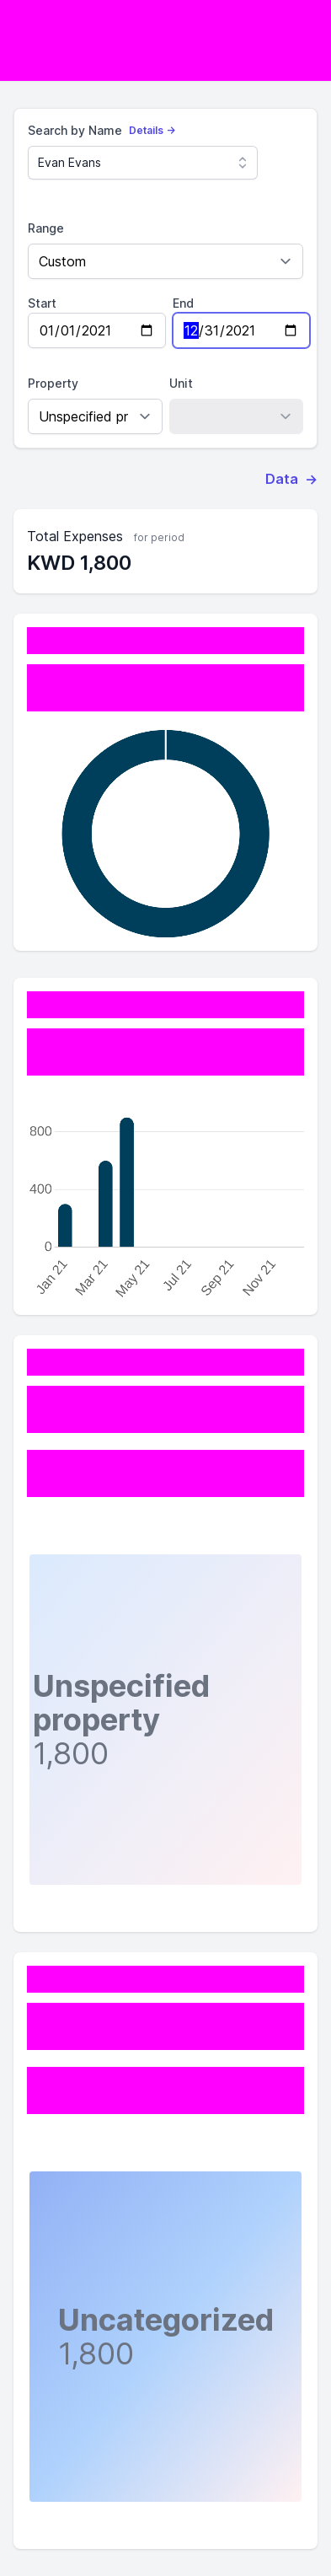 Search by Name Details →
Evan Evans
Range
Custom
Start End
01/01/2021 12/31/2021
Property Unit
Unspecified pr
Data →
Total Expenses for period
KWD 1,800
800
400
0
Jan 21 Mar 21 May 21 Jul 21 Sep 21 Nov 21
Unspecified
property
1,800
Uncategorized
1,800